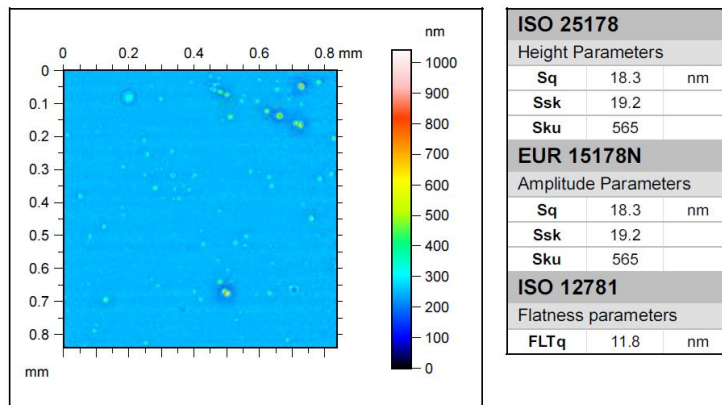 nm
0 0.2 0.4 0.6 0.8 mm
0
0.1
0.2
0.3
0.4
0.5
0.6
0.7
0.8
mm
1000
900
800
700
600
500
400
300
200
100
0
ISO 25178
Height Parameters
Sq 18.3 nm
Ssk 19.2
Sku 565
EUR 15178N
Amplitude Parameters
Sq 18.3 nm
Ssk 19.2
Sku 565
ISO 12781
Flatness parameters
FLTq 11.8 nm